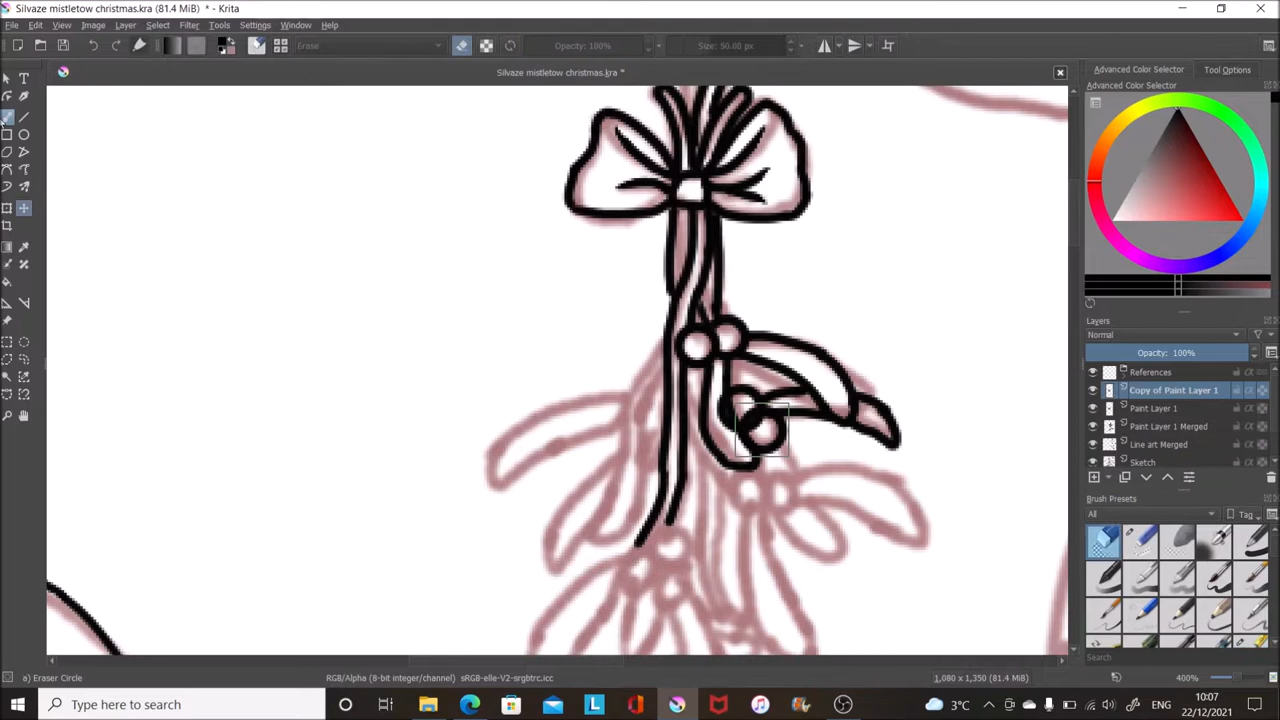 Silvaze mistletow christmas.kra (81.4 MiB) * - Krita
File Edit View Image Layer Select Filter Tools Settings Window Help
Erase Opacity: 100% Size: 50.00 px
Silvaze mistletow christmas.kra *
Advanced Color Selector Tool Options
Advanced Color Selector
Layers
Normal
Opacity: 100%
References
Copy of Paint Layer 1
Paint Layer 1
Paint Layer 1 Merged
Line art Merged
Sketch
Brush Presets
All Tag
Search
a) Eraser Circle RGB/Alpha (8-bit integer/channel) sRGB-elle-V2-srgbtrc.icc 1,080 x 1,350 (81.4 MiB) 400%
Type here to search 3°C 10:07
22/12/2021